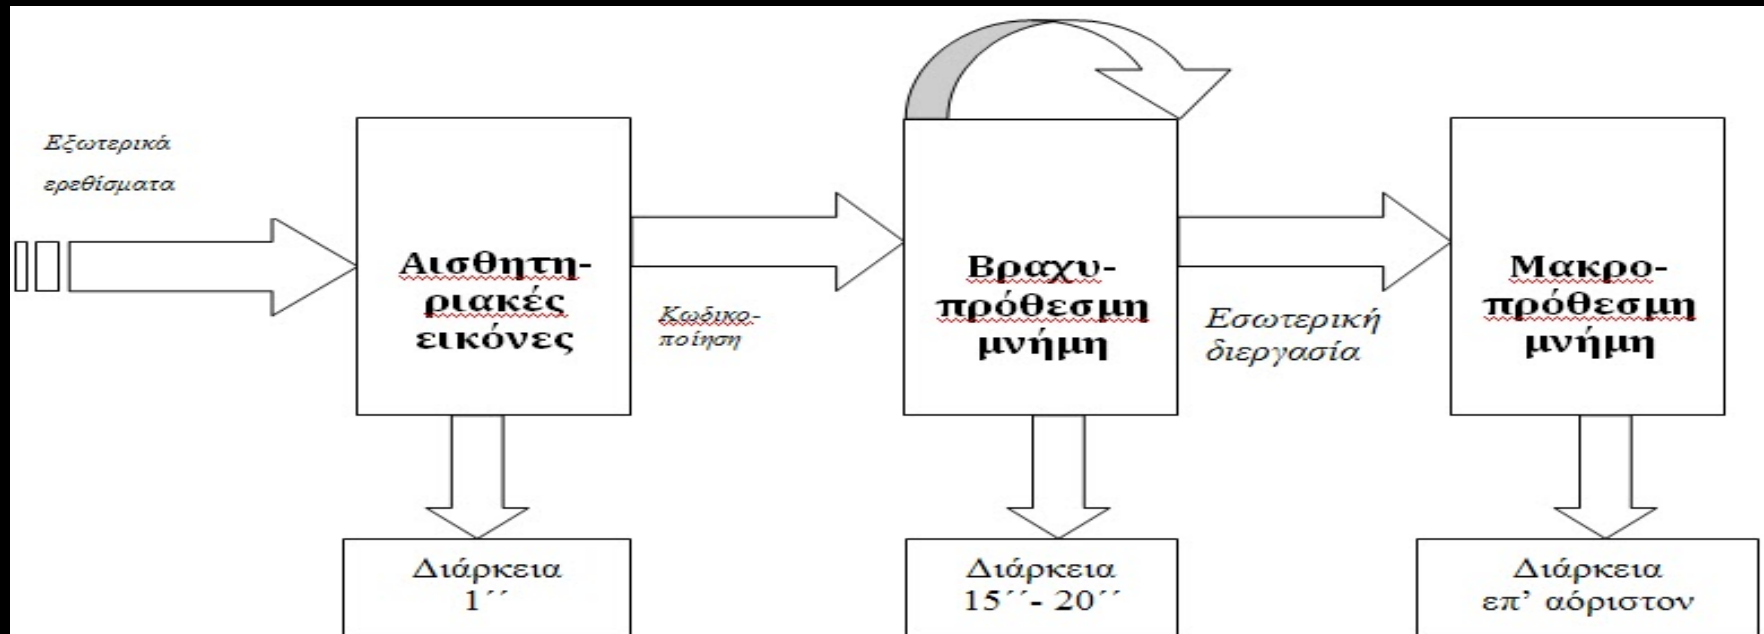 Εξωτερικά
ερεθίσματα
Αισθητη-
ριακές
εικόνες
Κωδικο-
ποίηση
Βραχυ-
πρόθεσμη
μνήμη
Εσωτερική
διεργασία
Μακρο-
πρόθεσμη
μνήμη
Διάρκεια
1΄΄
Διάρκεια
15΄΄- 20΄΄
Διάρκεια
επ’ αόριστον